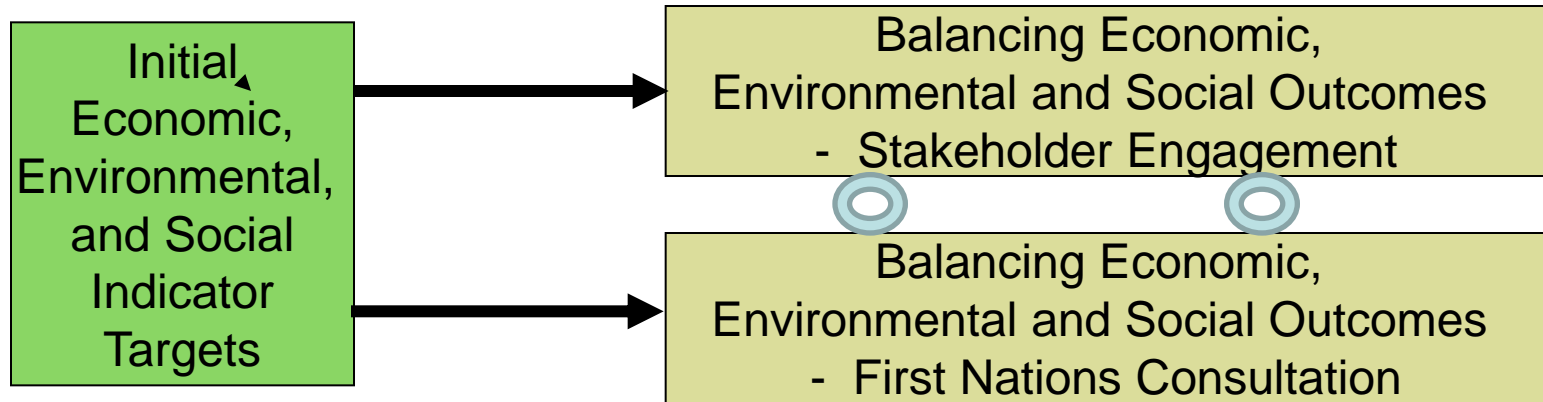 Initial
Economic,
Environmental,
and Social
Indicator
Targets
Balancing Economic,
Environmental and Social Outcomes
- Stakeholder Engagement
Balancing Economic,
Environmental and Social Outcomes
- First Nations Consultation